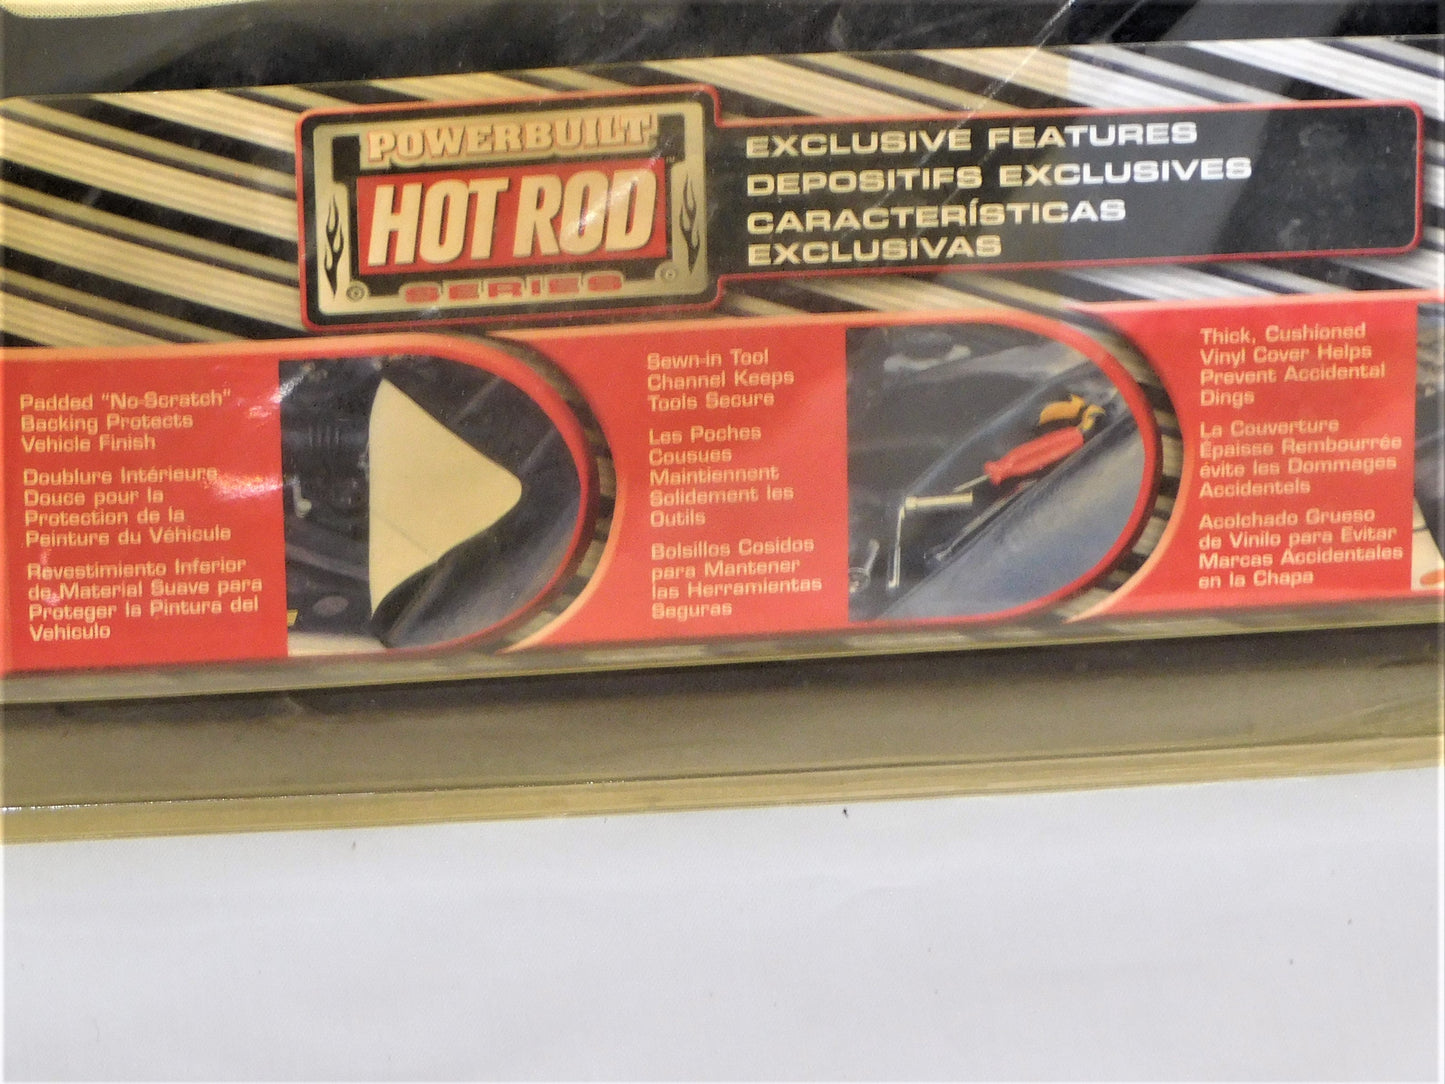 POWERBUILT
HOT ROD
SERIES
EXCLUSIVE FEATURES
DEPOSITIFS EXCLUSIVES
CARACTERÍSTICAS
EXCLUSIVAS
Padded "No-Scratch"
Backing Protects
Vehicle Finish
Doublure Intérieure
Douce pour la
Protection de la
Peinture du Véhicule
Revestimiento Inferior
de Material Suave para
Proteger la Pintura del
Vehiculo
Sewn-in Tool
Channel Keeps
Tools Secure
Les Poches
Cousues
Maintiennent
Solidement les
Outils
Bolsillos Cosidos
para Mantener
las Herramientas
Seguras
Thick, Cushioned
Vinyl Cover Helps
Prevent Accidental
Dings
La Couverture
Épaisse Rembourrée
évite les Dommages
Accidentels
Acolchado Grueso
de Vinilo para Evitar
Marcas Accidentales
en la Chapa